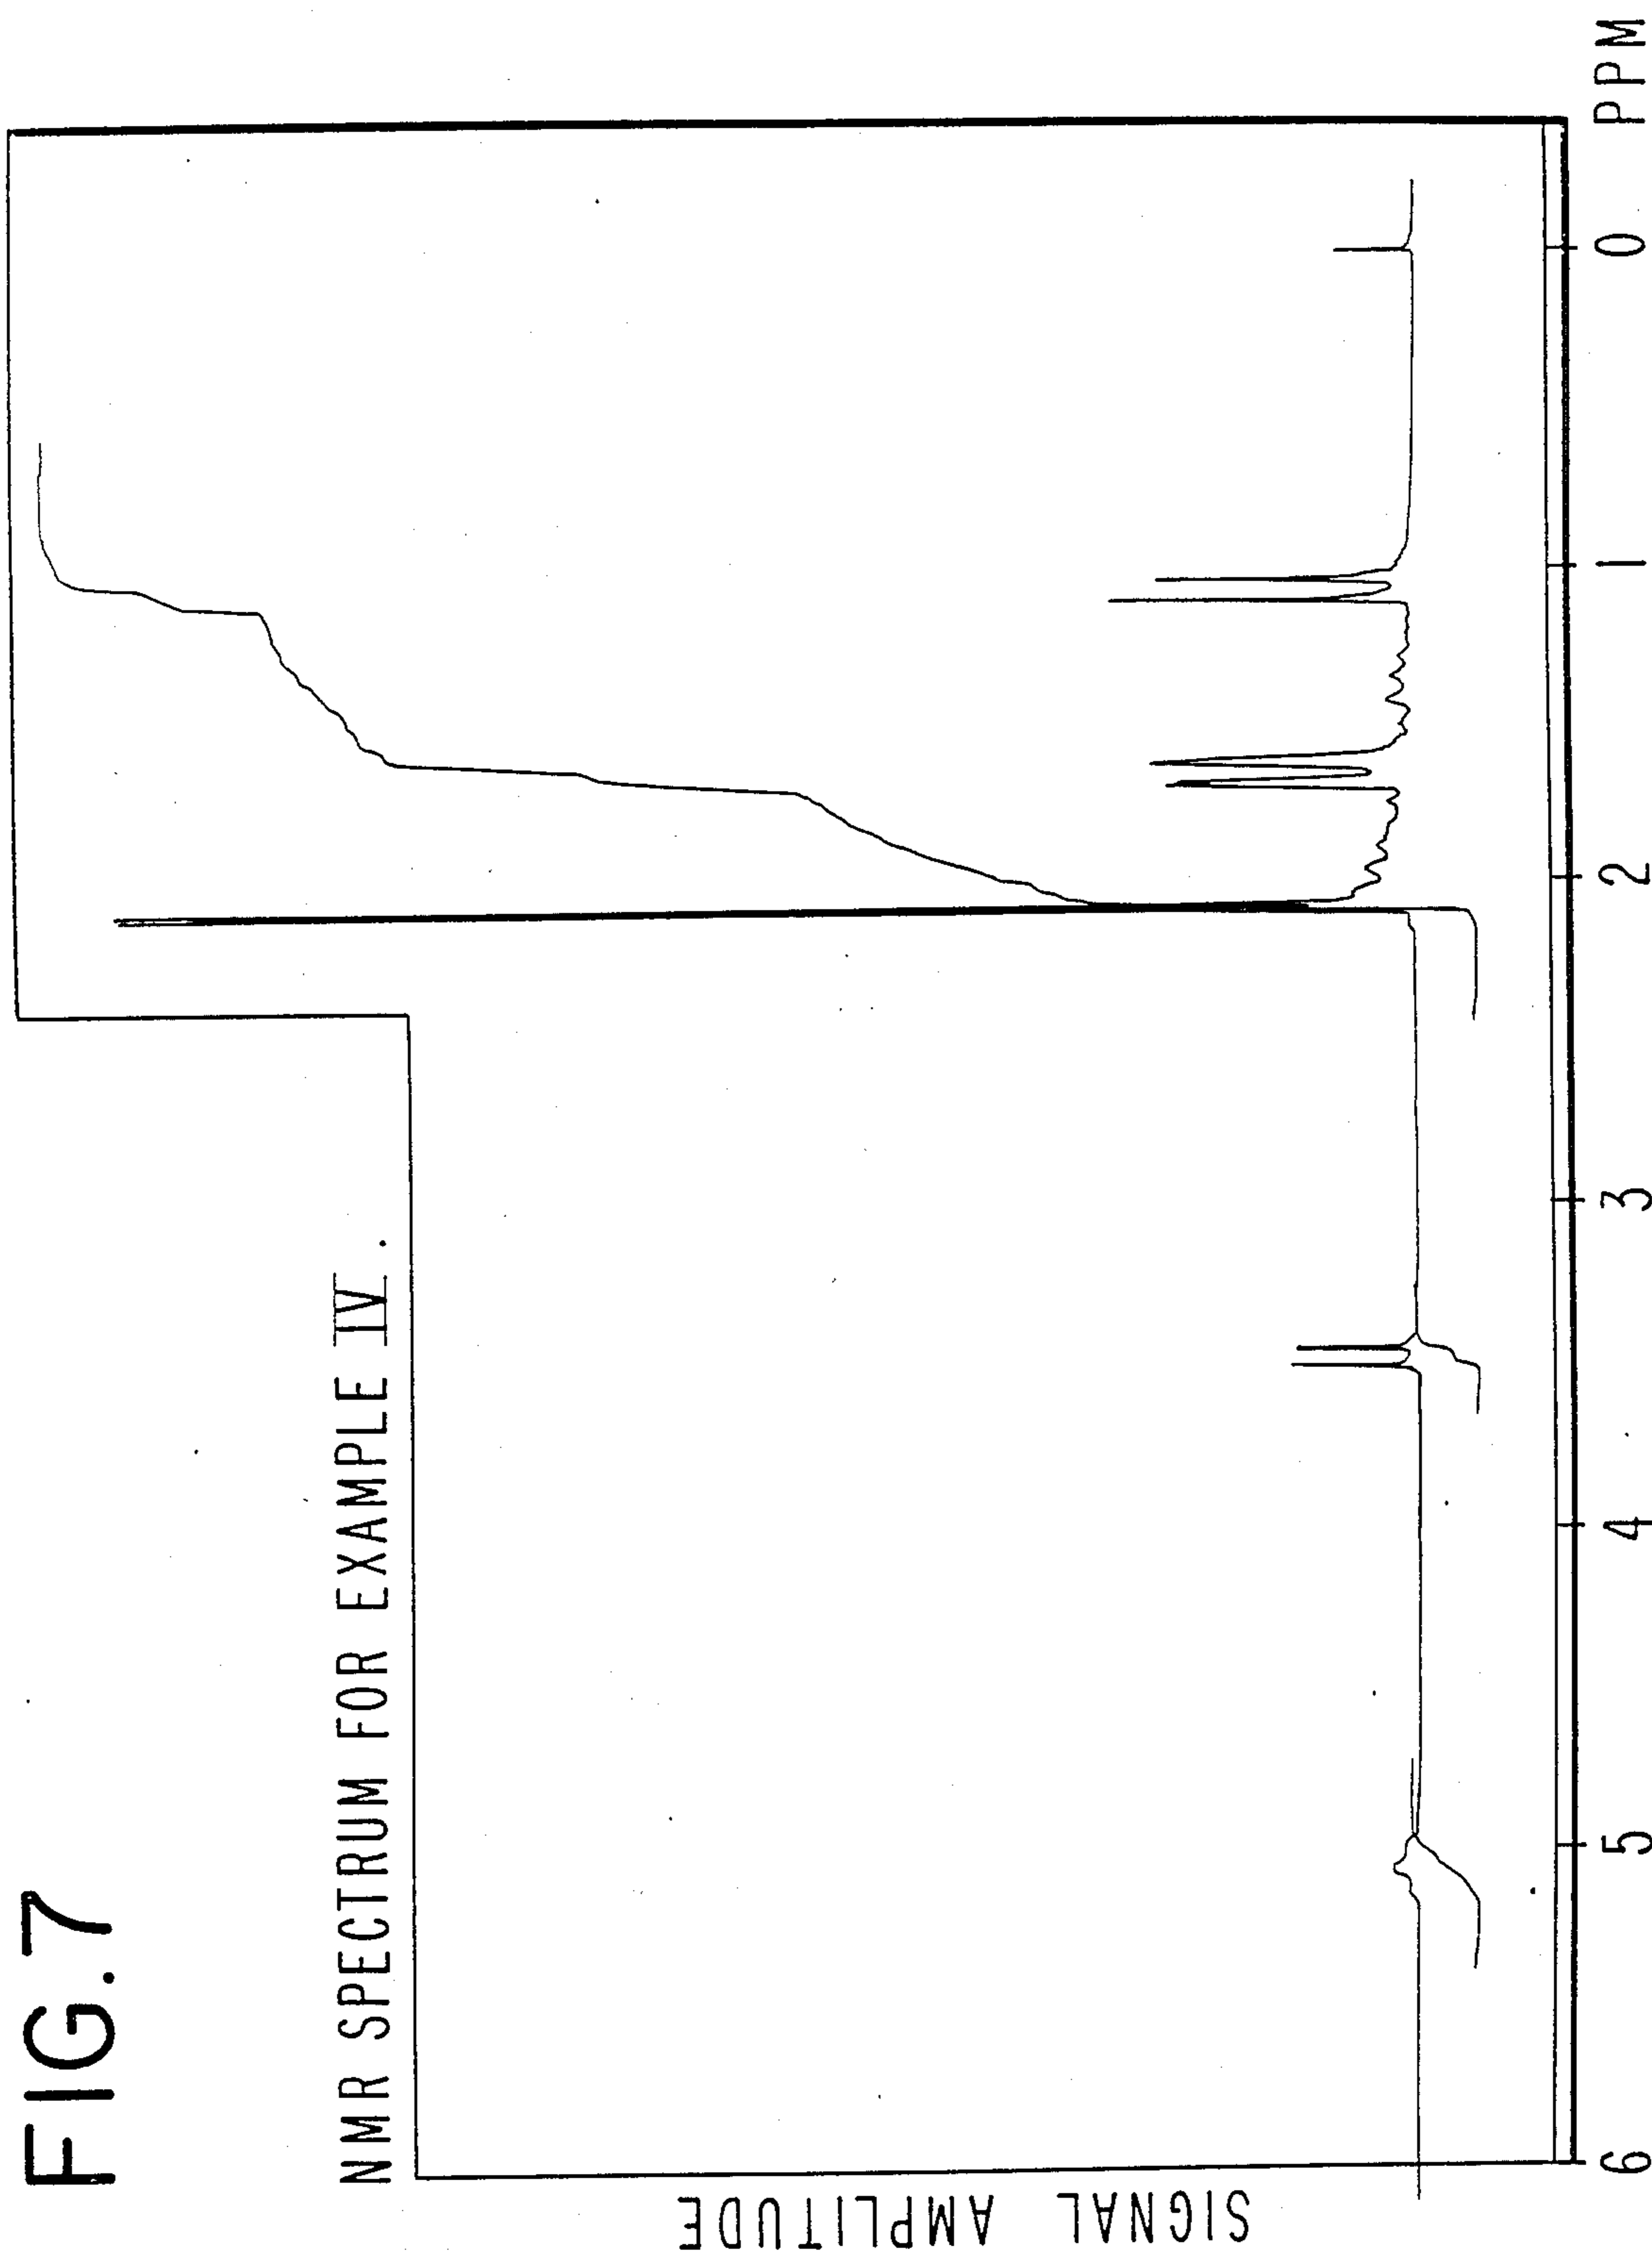 FIG.7
NMR SPECTRUM FOR EXAMPLE IV.
SIGNAL AMPLITUDE
6 5 4 3 2 1 0 PPM